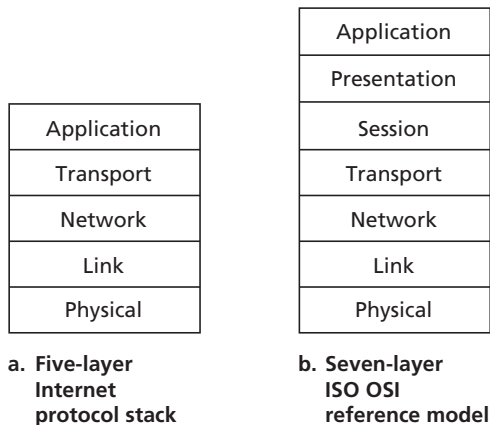 Application
Transport
Network
Link
Physical
a. Five-layer
Internet
protocol stack
Application
Presentation
Session
Transport
Network
Link
Physical
b. Seven-layer
ISO OSI
reference model